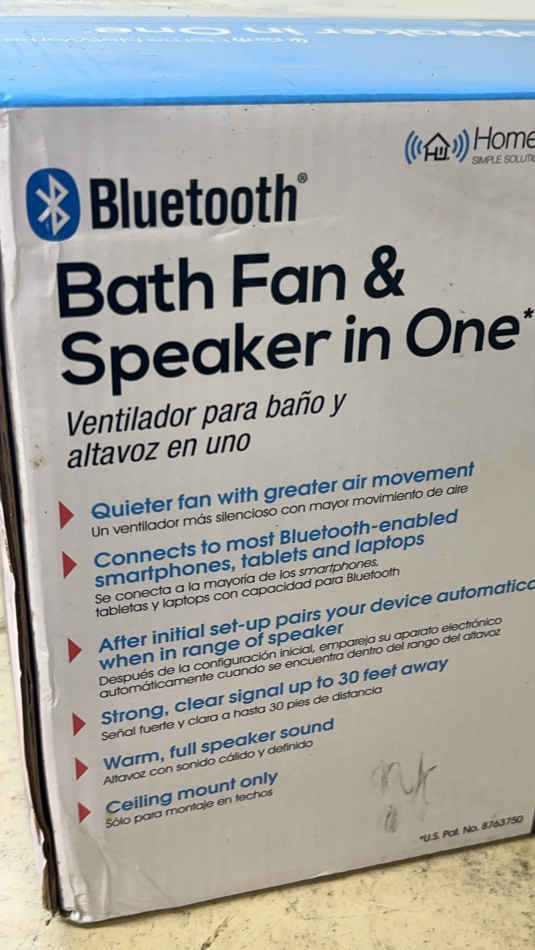 Home
SIMPLE SOLUTI
Bluetooth®
Bath Fan &
Speaker in One*
Ventilador para baño y
altavoz en uno
Quieter fan with greater air movement
Un ventilador más silencioso con mayor movimiento de aire
Connects to most Bluetooth-enabled
smartphones, tablets and laptops
Se conecta a la mayoría de los smartphones,
tabletas y laptops con capacidad para Bluetooth
After initial set-up pairs your device automatica
when in range of speaker
Después de la configuración inicial, empareja su aparato electrónico
automáticamente cuando se encuentra dentro del rango del altavoz
Strong, clear signal up to 30 feet away
Señal fuerte y clara a hasta 30 pies de distancia
Warm, full speaker sound
Altavoz con sonido cálido y definido
Ceiling mount only
Sólo para montaje en techos
*U.S. Pat. No. 8763750